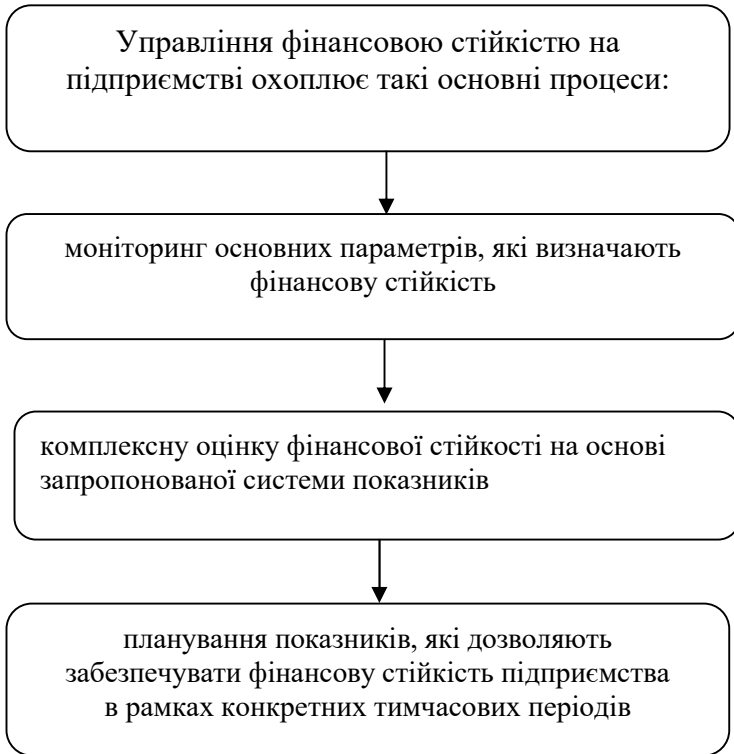 Управління фінансовою стійкістю на
підприємстві охоплює такі основні процеси:
моніторинг основних параметрів, які визначають
фінансову стійкість
комплексну оцінку фінансової стійкості на основі
запропонованої системи показників
планування показників, які дозволяють
забезпечувати фінансову стійкість підприємства
в рамках конкретних тимчасових періодів